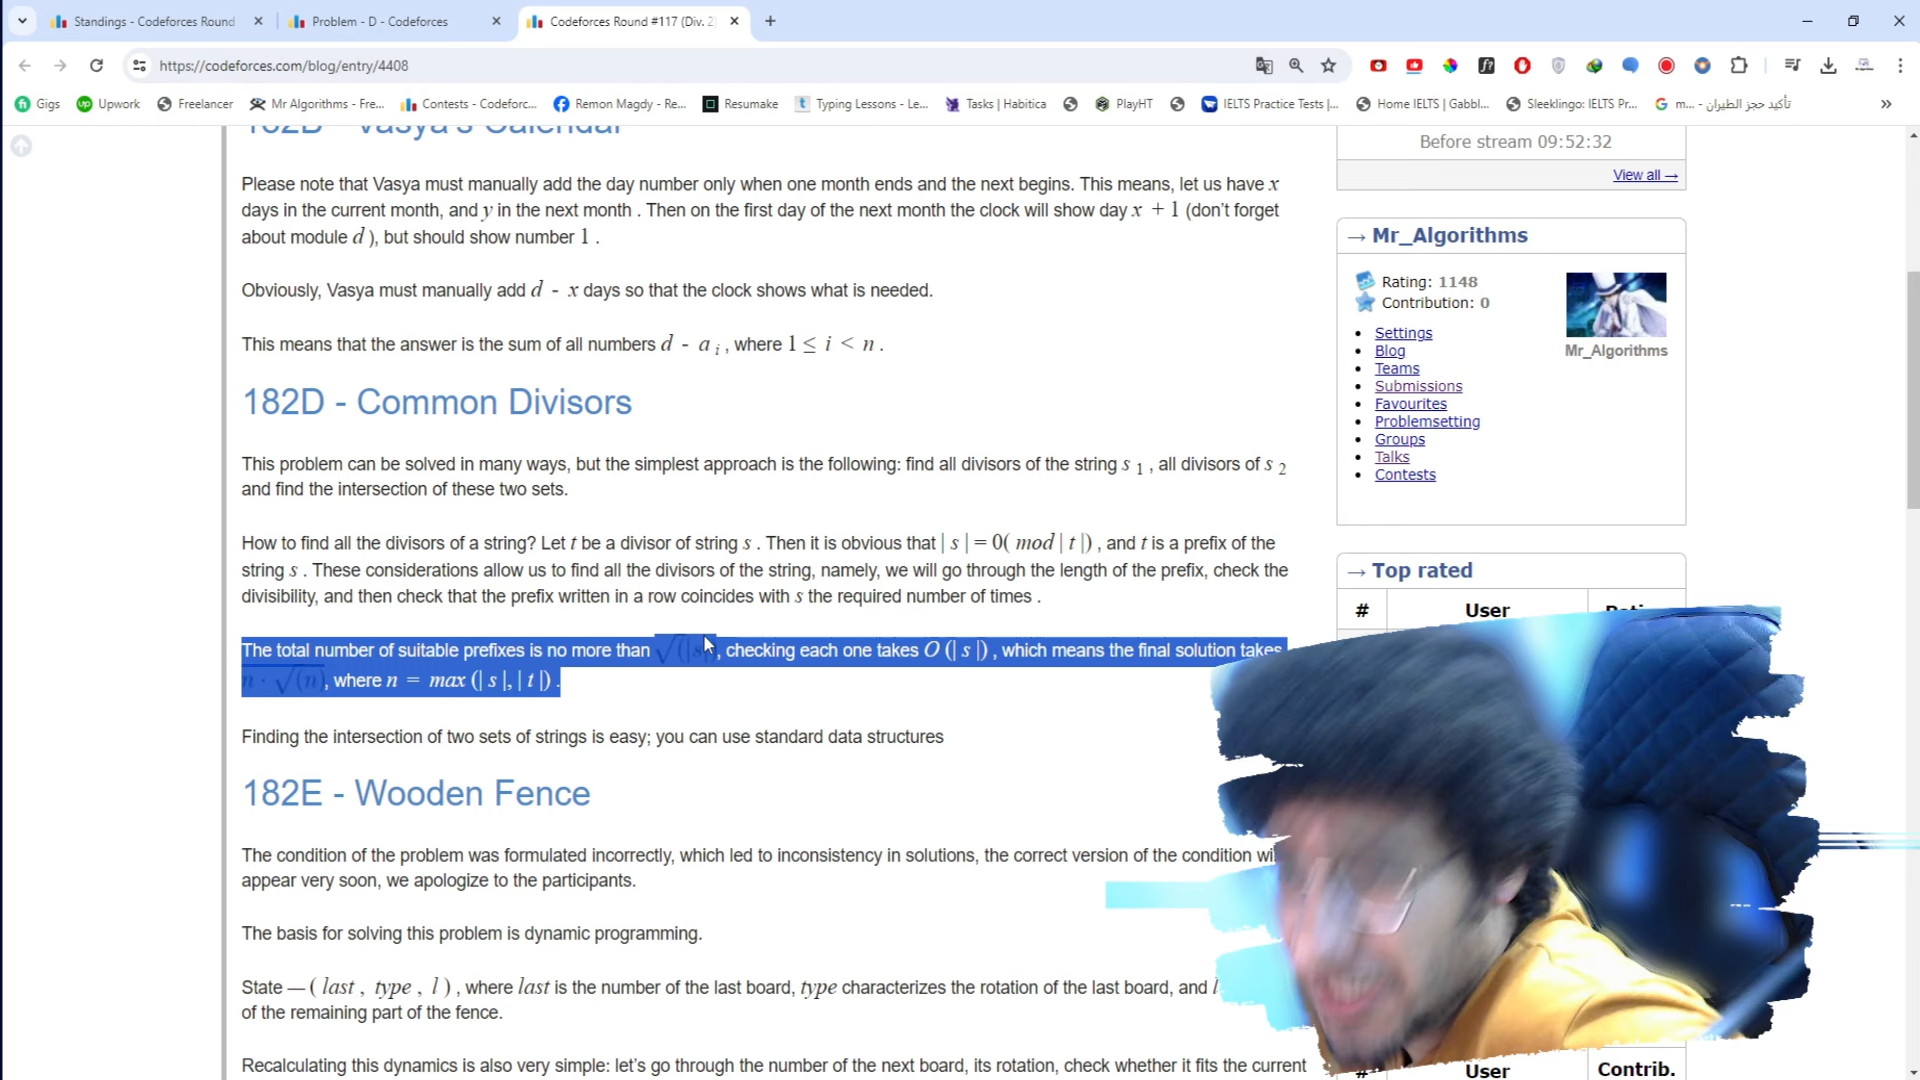 Standings - Codeforces Round
Problem - D - Codeforces
Codeforces Round #117 (Div. 2
https://codeforces.com/blog/entry/4408
Gigs
Upwork
Freelancer
Mr Algorithms - Fre...
Contests - Codeforc...
Remon Magdy - Re...
Resumake
Typing Lessons - Le...
Tasks | Habitica
PlayHT
IELTS Practice Tests |...
Home IELTS | Gabbl...
Sleeklingo: IELTS Pr...
تأكيد حجز الطيران - m...
182D - Vasya's Calendar
Please note that Vasya must manually add the day number only when one month ends and the next begins. This means, let us have x
days in the current month, and y in the next month . Then on the first day of the next month the clock will show day x + 1 (don't forget
about module d ), but should show number 1 .
Obviously, Vasya must manually add d - x days so that the clock shows what is needed.
This means that the answer is the sum of all numbers d - a i , where 1 ≤ i < n .
182D - Common Divisors
This problem can be solved in many ways, but the simplest approach is the following: find all divisors of the string s 1 , all divisors of s 2
and find the intersection of these two sets.
How to find all the divisors of a string? Let t be a divisor of string s . Then it is obvious that | s | = 0( mod | t |) , and t is a prefix of the
string s . These considerations allow us to find all the divisors of the string, namely, we will go through the length of the prefix, check the
divisibility, and then check that the prefix written in a row coincides with s the required number of times .
The total number of suitable prefixes is no more than √(|s|), checking each one takes O (| s |) , which means the final solution takes
n · √(n), where n = max (| s |, | t |) .
Finding the intersection of two sets of strings is easy; you can use standard data structures
182E - Wooden Fence
The condition of the problem was formulated incorrectly, which led to inconsistency in solutions, the correct version of the condition wi
appear very soon, we apologize to the participants.
The basis for solving this problem is dynamic programming.
State — ( last , type , l ) , where last is the number of the last board, type characterizes the rotation of the last board, and l
of the remaining part of the fence.
Recalculating this dynamics is also very simple: let's go through the number of the next board, its rotation, check whether it fits the current
Before stream 09:52:32
View all →
→ Mr_Algorithms
Rating: 1148
Contribution: 0
Settings
Blog
Teams
Submissions
Favourites
Problemsetting
Groups
Talks
Contests
Mr_Algorithms
→ Top rated
# User
# User Contrib.